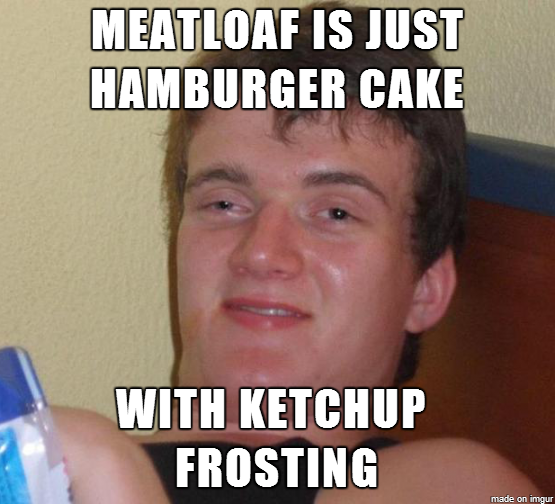 MEATLOAF IS JUST
HAMBURGER CAKE
WITH KETCHUP
FROSTING
made on imgur